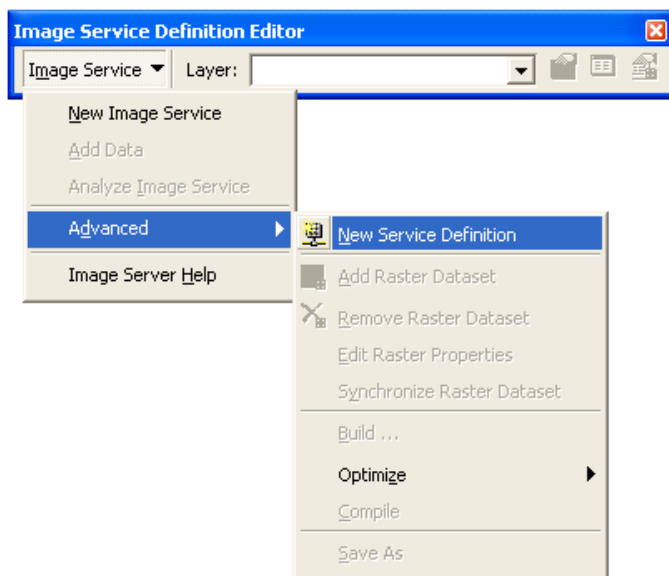 Image Service Definition Editor
Image Service
Layer:
New Image Service
Add Data
Analyze Image Service
Advanced
Image Server Help
New Service Definition
Add Raster Dataset
Remove Raster Dataset
Edit Raster Properties
Synchronize Raster Dataset
Build ...
Optimize
Compile
Save As